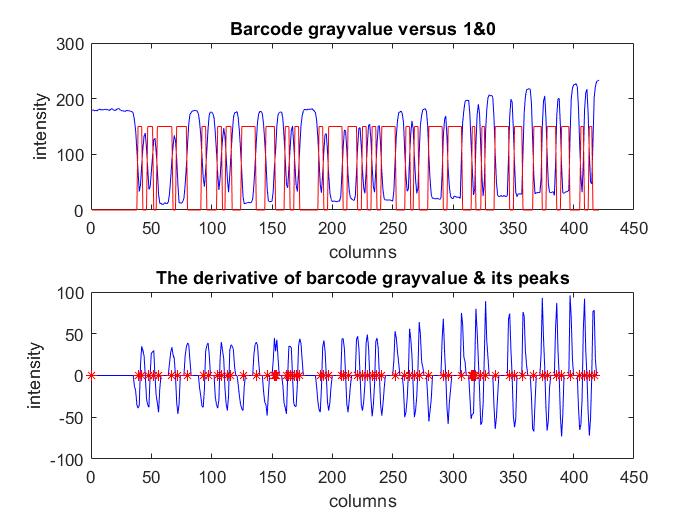 Barcode grayvalue versus 1&0
300
200
100
0
intensity
0 50 100 150 200 250 300 350 400 450
columns
The derivative of barcode grayvalue & its peaks
100
50
0
-50
-100
intensity
0 50 100 150 200 250 300 350 400 450
columns